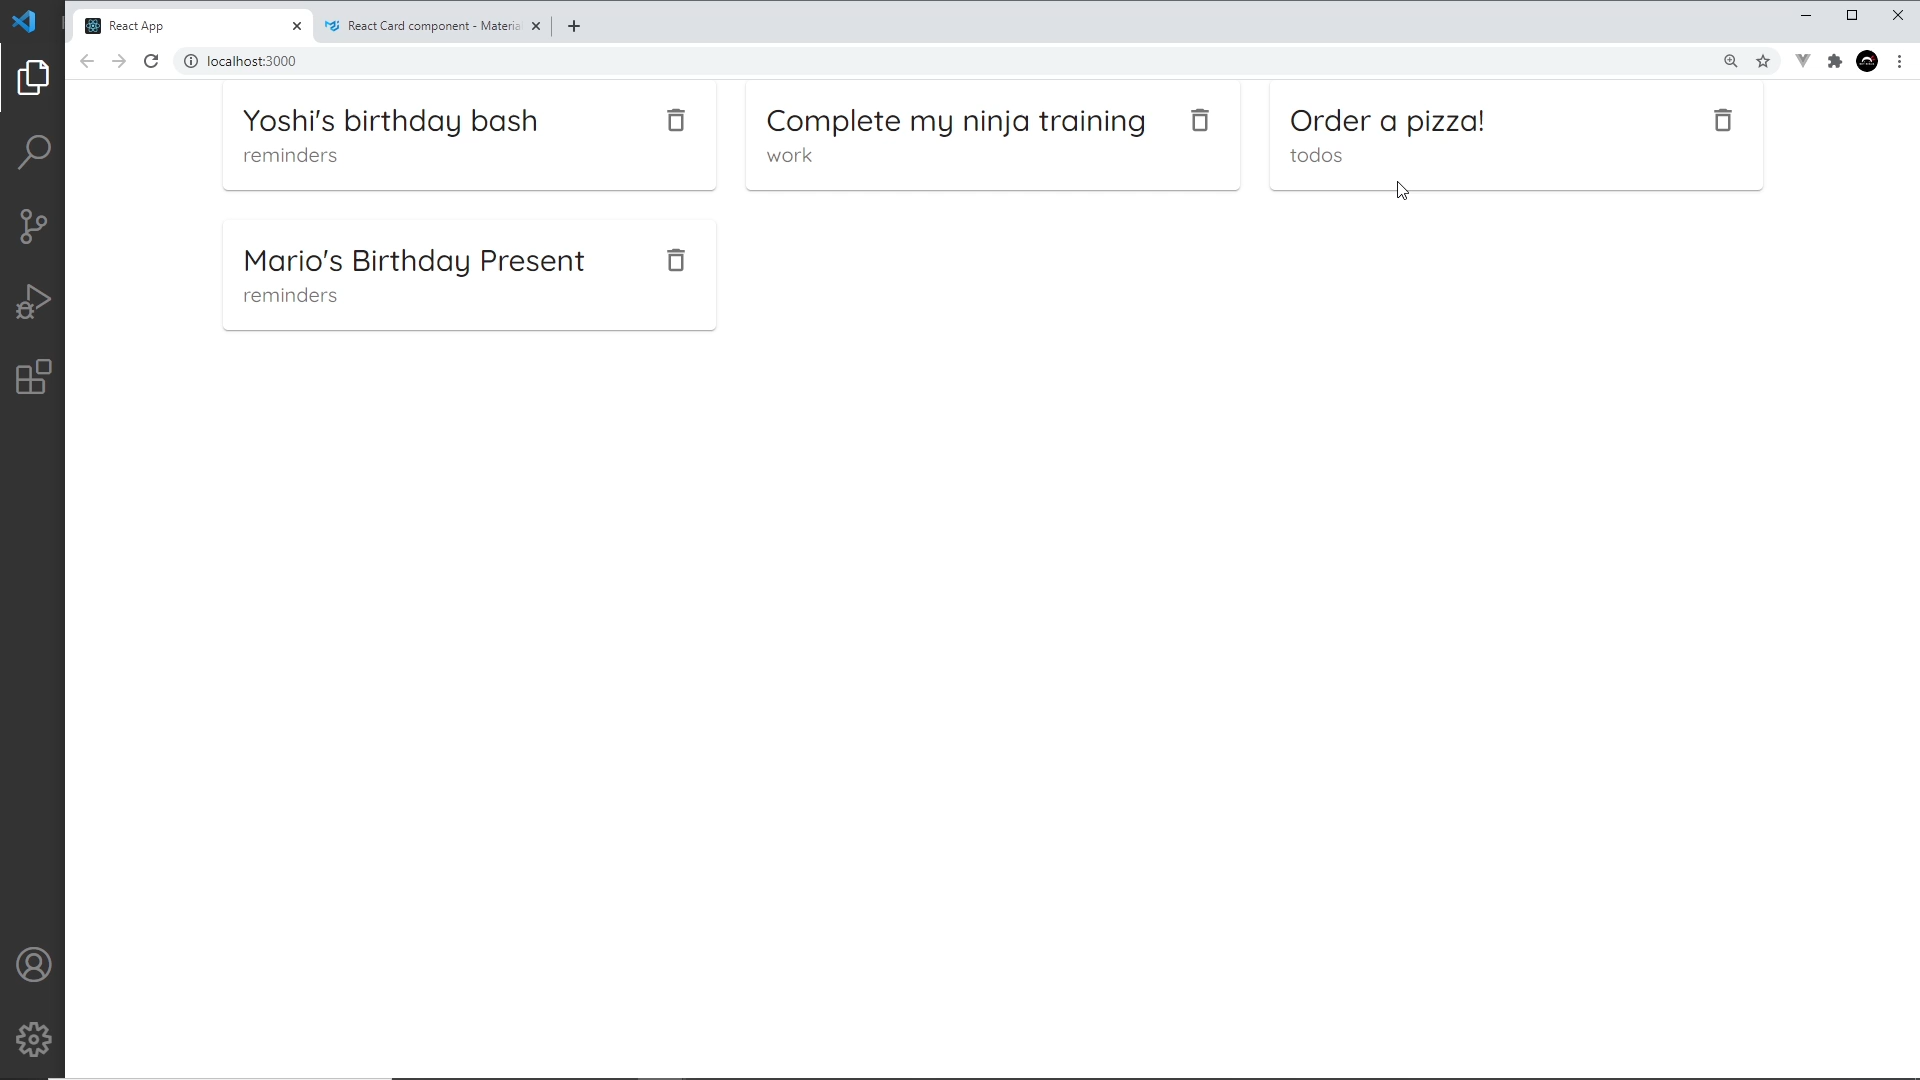 React App
React Card component - Materia
localhost:3000
Yoshi's birthday bash
reminders
Complete my ninja training
work
Order a pizza!
todos
Mario's Birthday Present
reminders